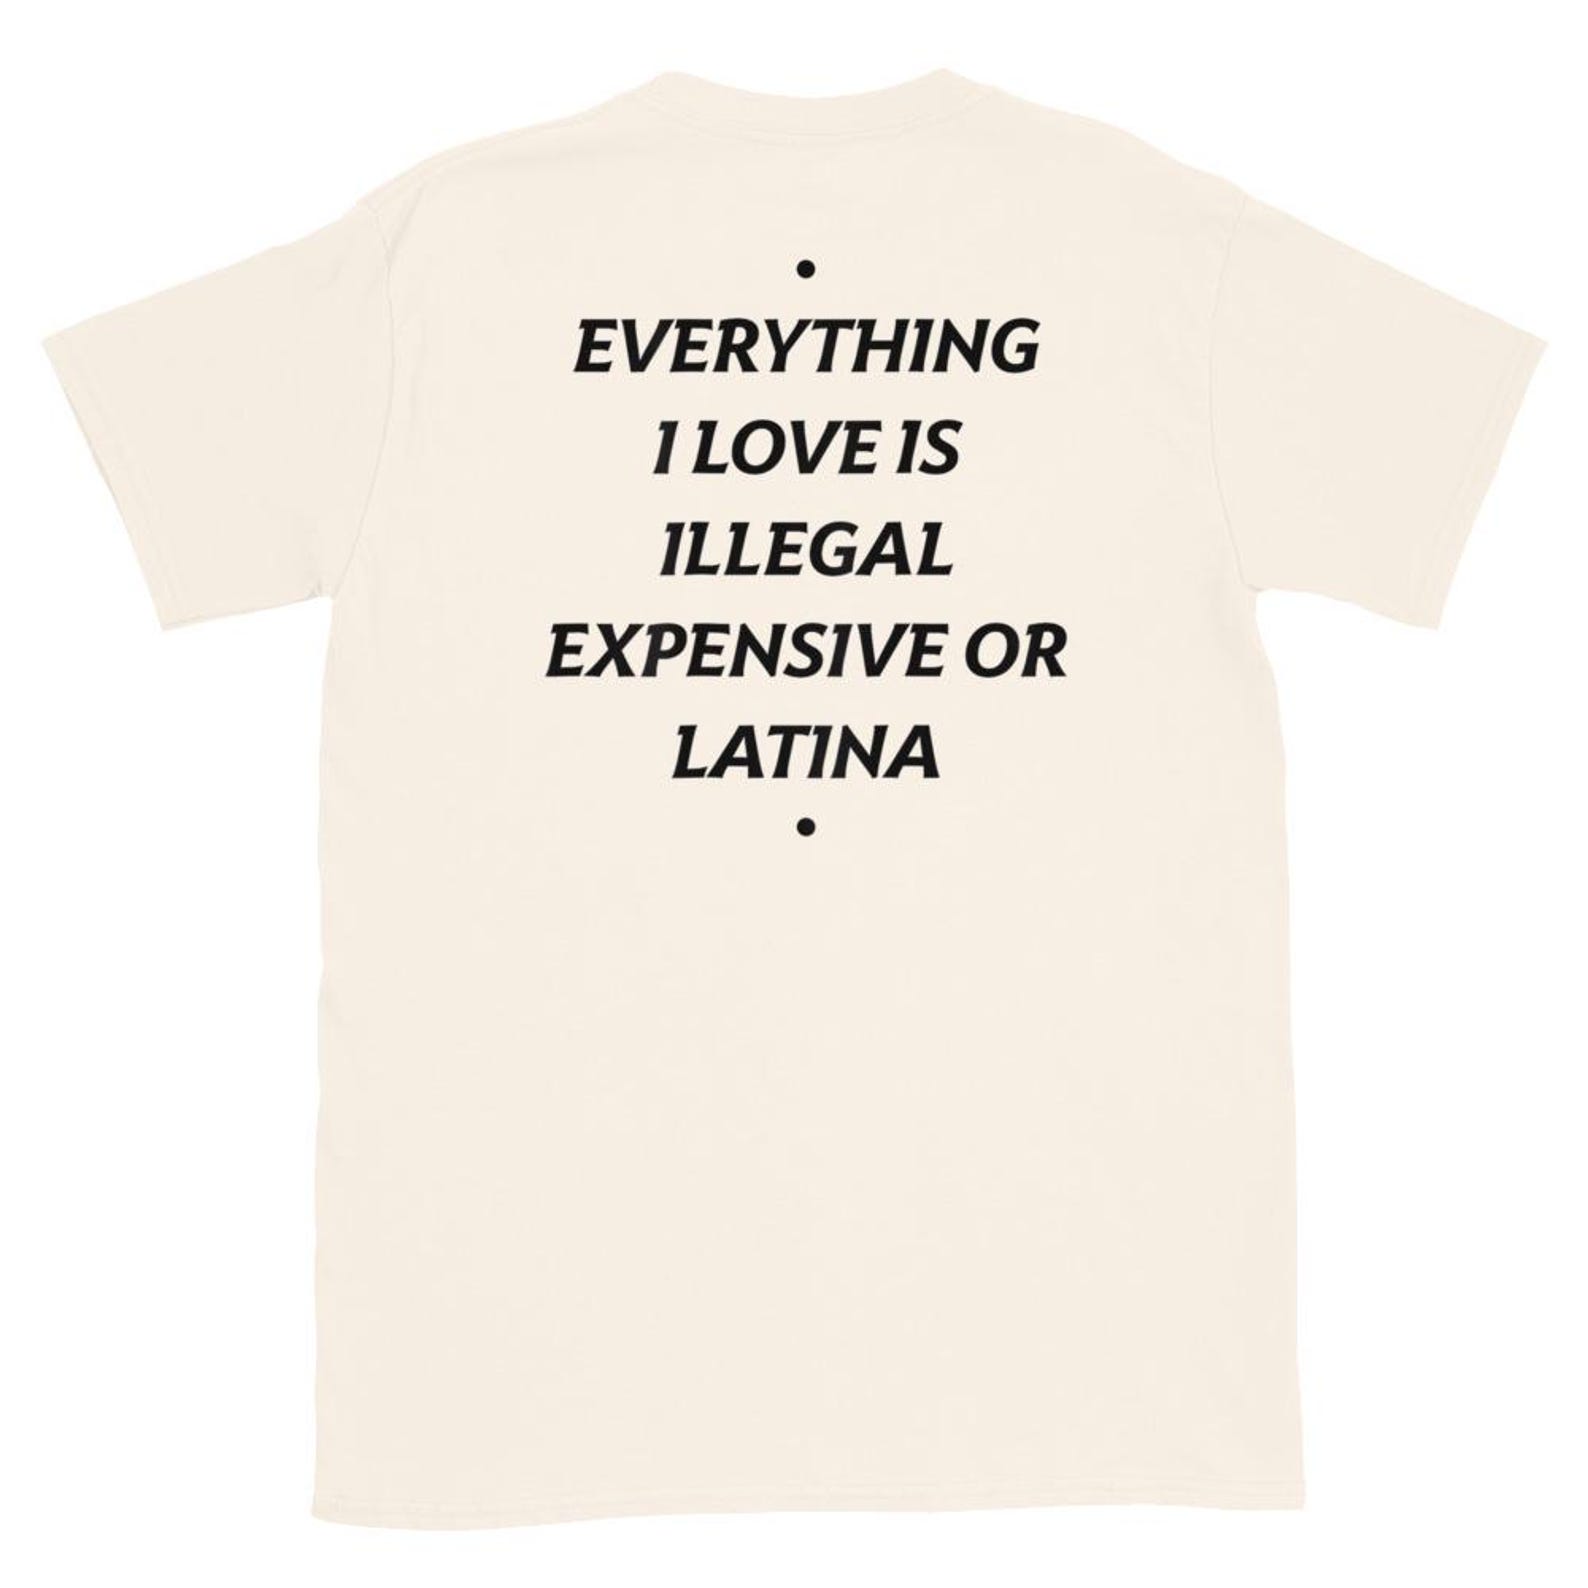 EVERYTHING
I LOVE IS
ILLEGAL
EXPENSIVE OR
LATINA